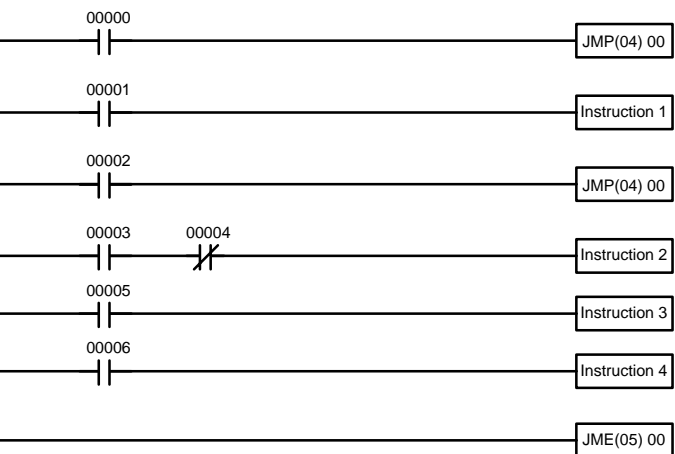 00000
JMP(04) 00
00001
Instruction 1
00002
JMP(04) 00
00003 00004
Instruction 2
00005
Instruction 3
00006
Instruction 4
JME(05) 00